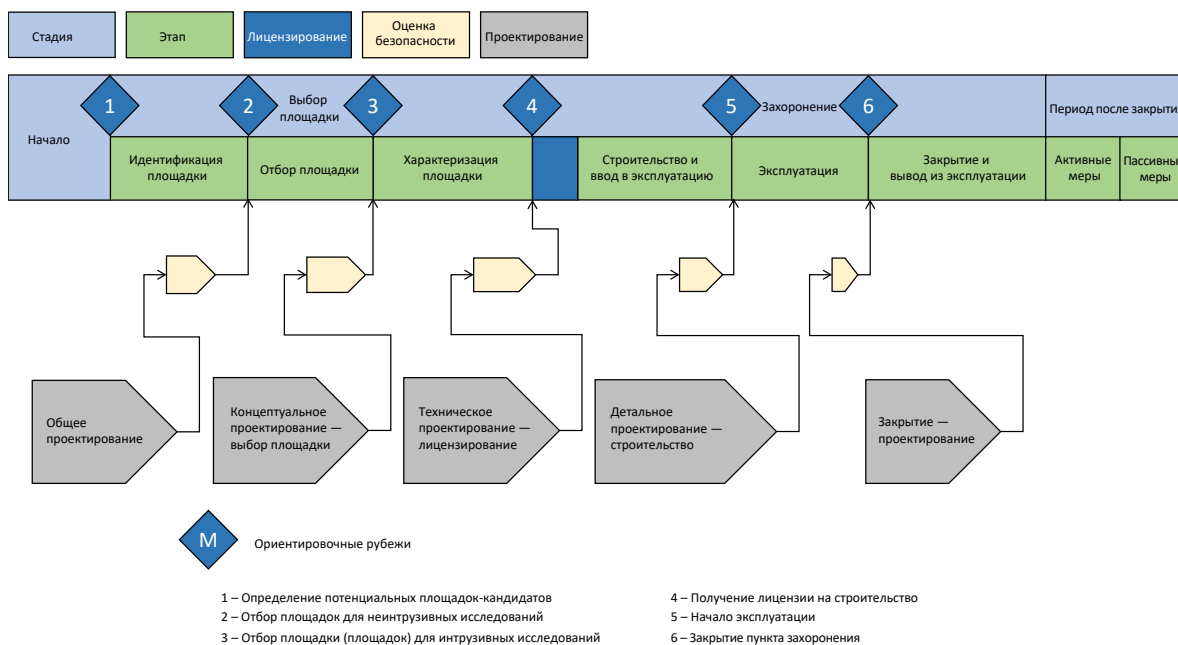 Стадия
Этап
Лицензирование
Оценка
безопасности
Проектирование
1
2
Выбор
площадки
3
4
5
Захоронение
6
Период после закрыти
Начало
Идентификация
площадки
Отбор площадки
Характеризация
площадки
Строительство и
ввод в эксплуатацию
Эксплуатация
Закрытие и
вывод из эксплуатации
Активные
меры
Пассивны
меры
Общее
проектирование
Концептуальное
проектирование —
выбор площадки
Техническое
проектирование —
лицензирование
Детальное
проектирование —
строительство
Закрытие —
проектирование
М
Ориентировочные рубежи
1 – Определение потенциальных площадок-кандидатов
2 – Отбор площадок для неинтрузивных исследований
3 – Отбор площадки (площадок) для интрузивных исследований
4 – Получение лицензии на строительство
5 – Начало эксплуатации
6 – Закрытие пункта захоронения